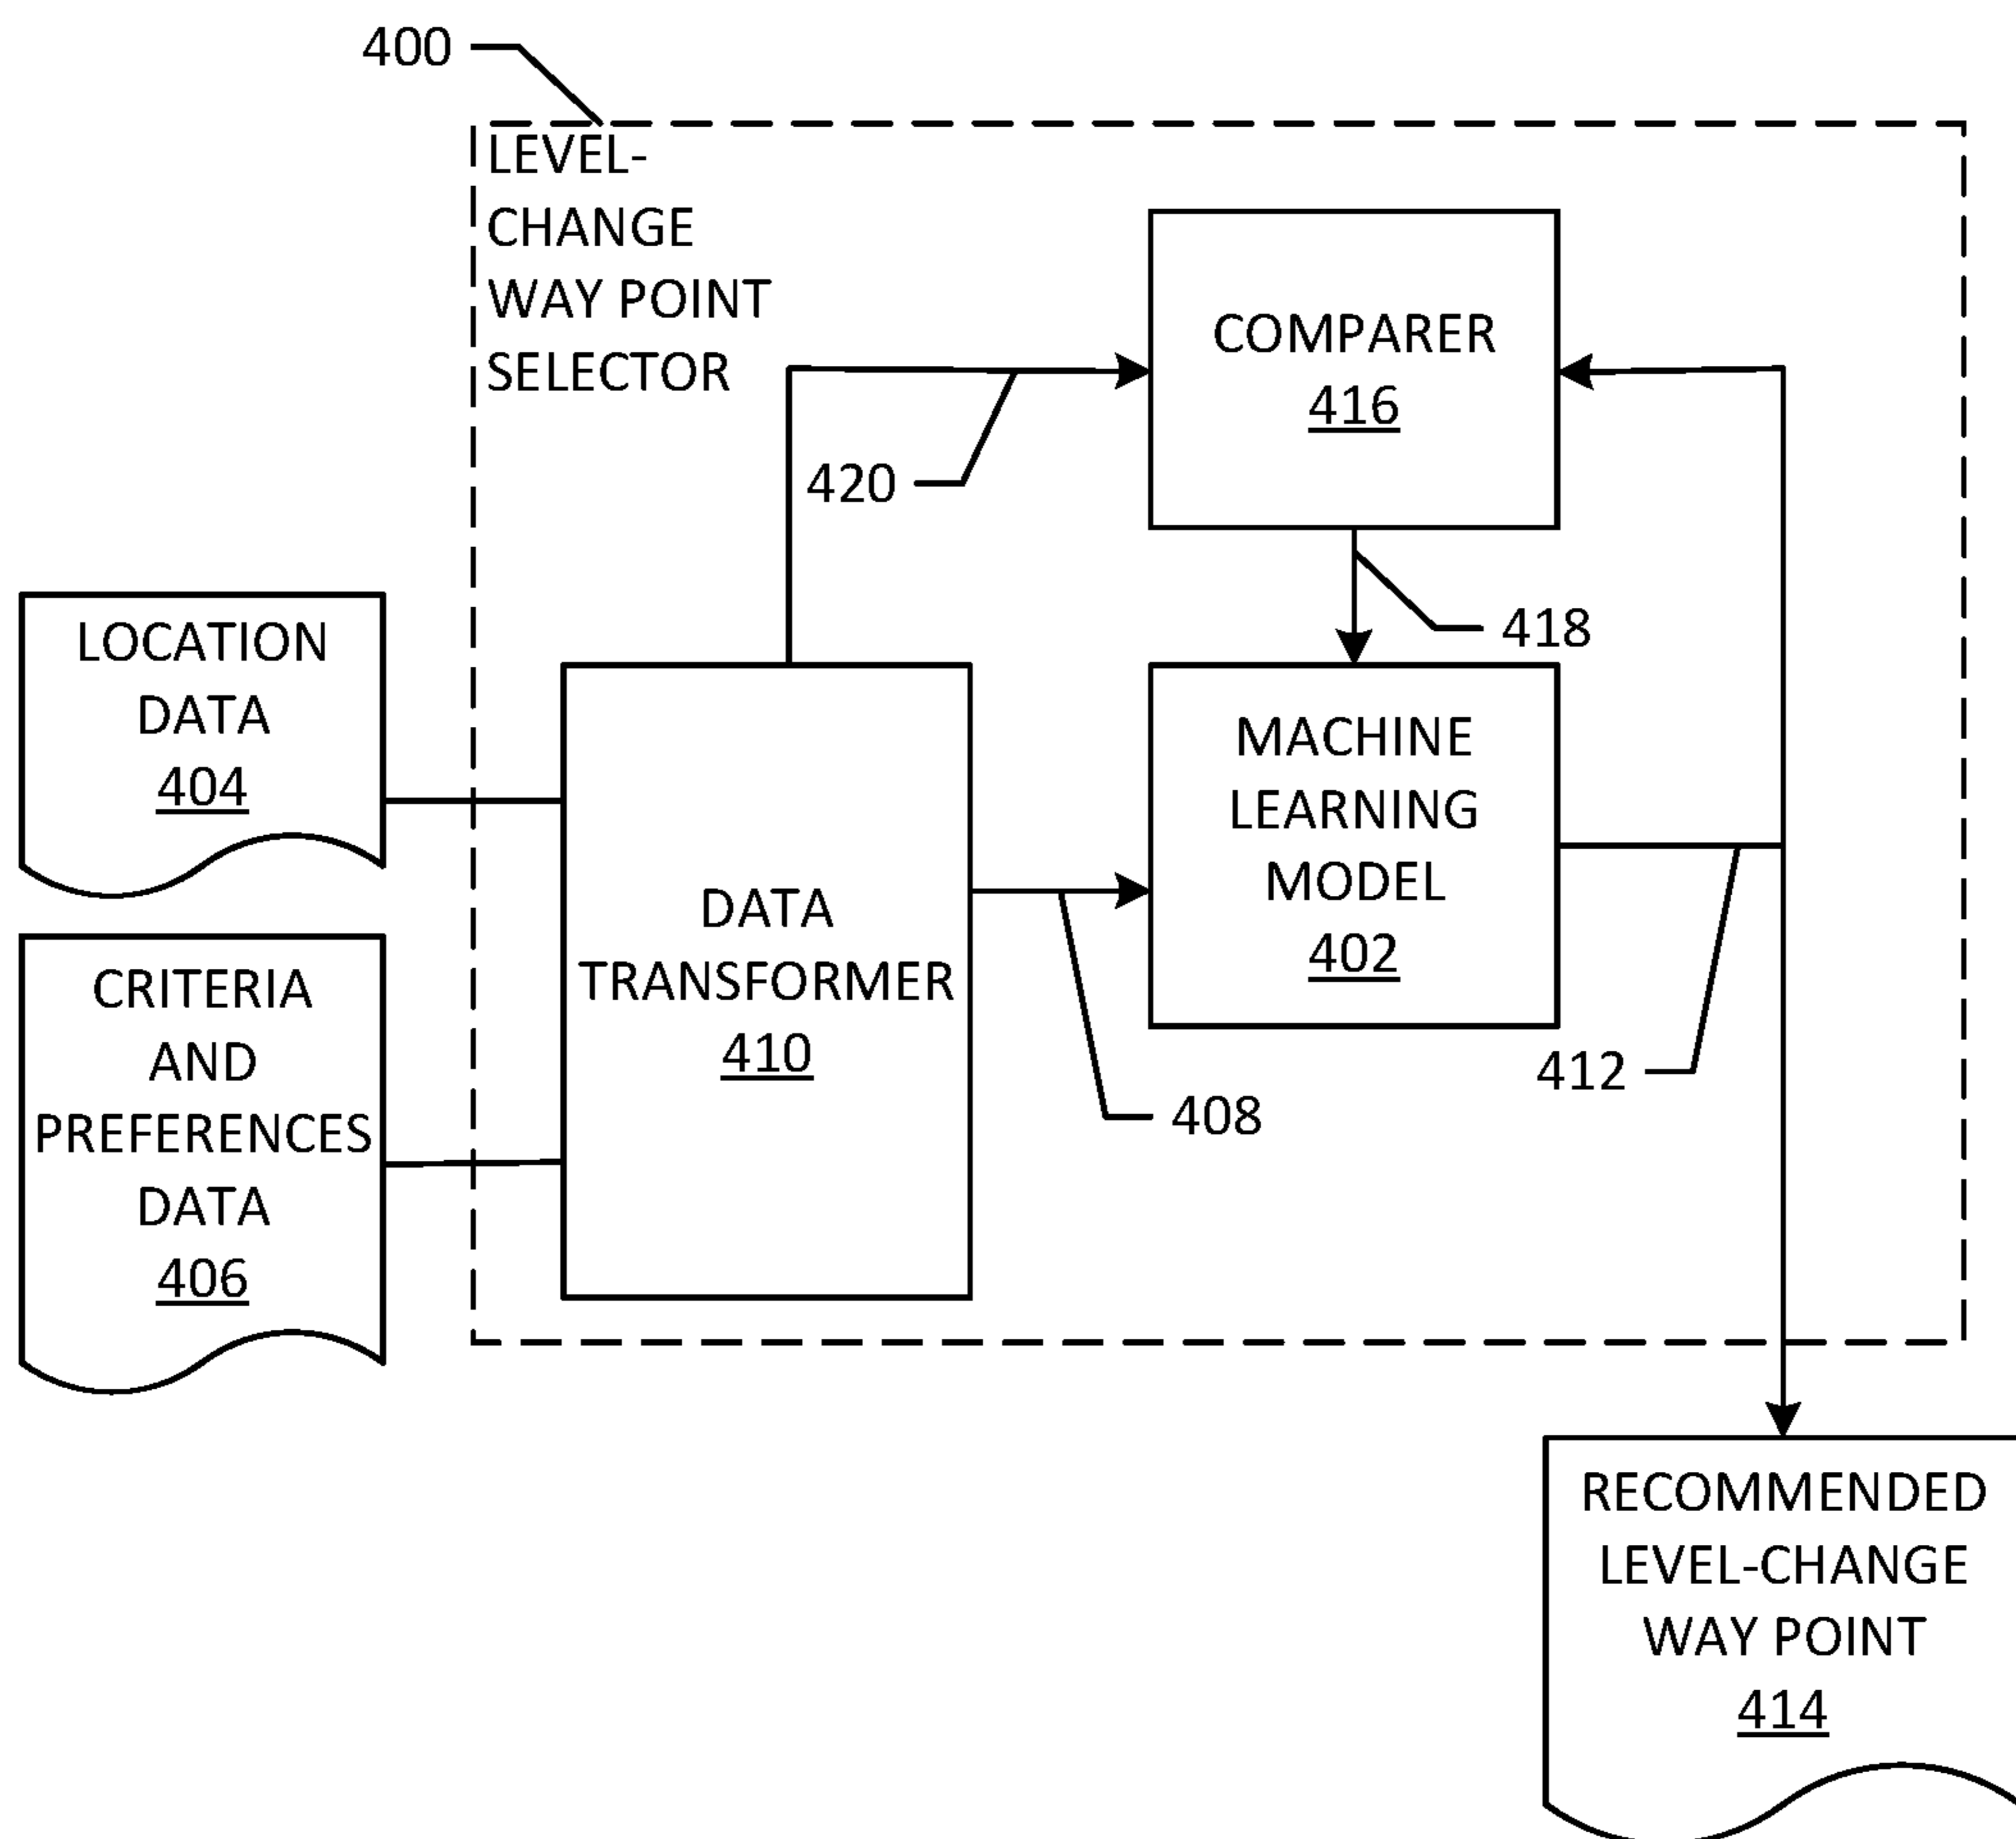 400
LEVEL-
CHANGE
WAY POINT
SELECTOR
COMPARER
416
420
418
LOCATION
DATA
404
MACHINE
LEARNING
MODEL
402
DATA
TRANSFORMER
410
CRITERIA
AND
PREFERENCES
DATA
406
412
408
RECOMMENDED
LEVEL-CHANGE
WAY POINT
414